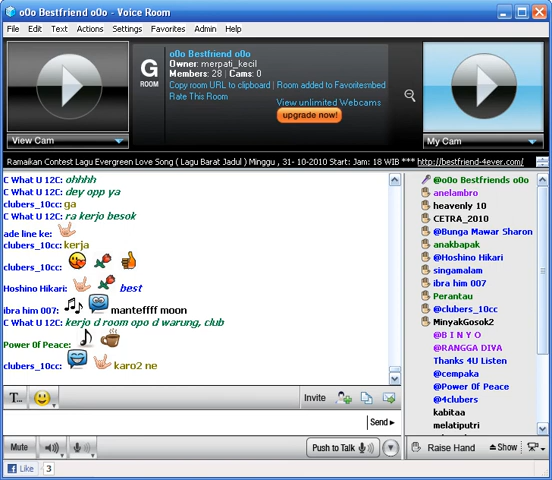 o0o Bestfriend o0o - Voice Room
File Edit Text Actions Settings Favorites Admin Help
o0o Bestfriend o0o
G ROOM
Owner: merpati_kecil
Members: 28 | Cams: 0
Copy room URL to clipboard | Room added to Favoritesmbed
Rate This Room
View unlimited Webcams
upgrade now!
View Cam
My Cam
Ramaikan Contest Lagu Evergreen Love Song ( Lagu Barat Jadul ) Minggu , 31- 10-2010 Start: Jam: 18 WIB *** http://bestfriend-4ever.com/
C What U 12C: ohhhh
C What U 12C: dey opp ya
clubers_10cc: ga
C What U 12C: ra kerjo besok
ade line ke:
clubers_10cc: kerja
clubers_10cc:
Hoshino Hikari: best
ibra him 007: manteffff moon
C What U 12C: kerjo d room opo d warung, club
Power 0f Peace:
clubers_10cc: karo2 ne
@o0o Bestfriends o0o
anelambro
heavenly 10
CETRA_2010
@Bunga Mawar Sharon
anakbapak
@Hoshino Hikari
singamalam
ibra him 007
Perantau
@clubers_10cc
MinyakGosok2
@B I N Y O
@RANGGA DIVA
Thanks 4U Listen
@cempaka
@Power 0f Peace
@4clubers
kabitaa
melatiputri
T...
Invite
Send
Mute
Push to Talk
Raise Hand
Show
Like 3